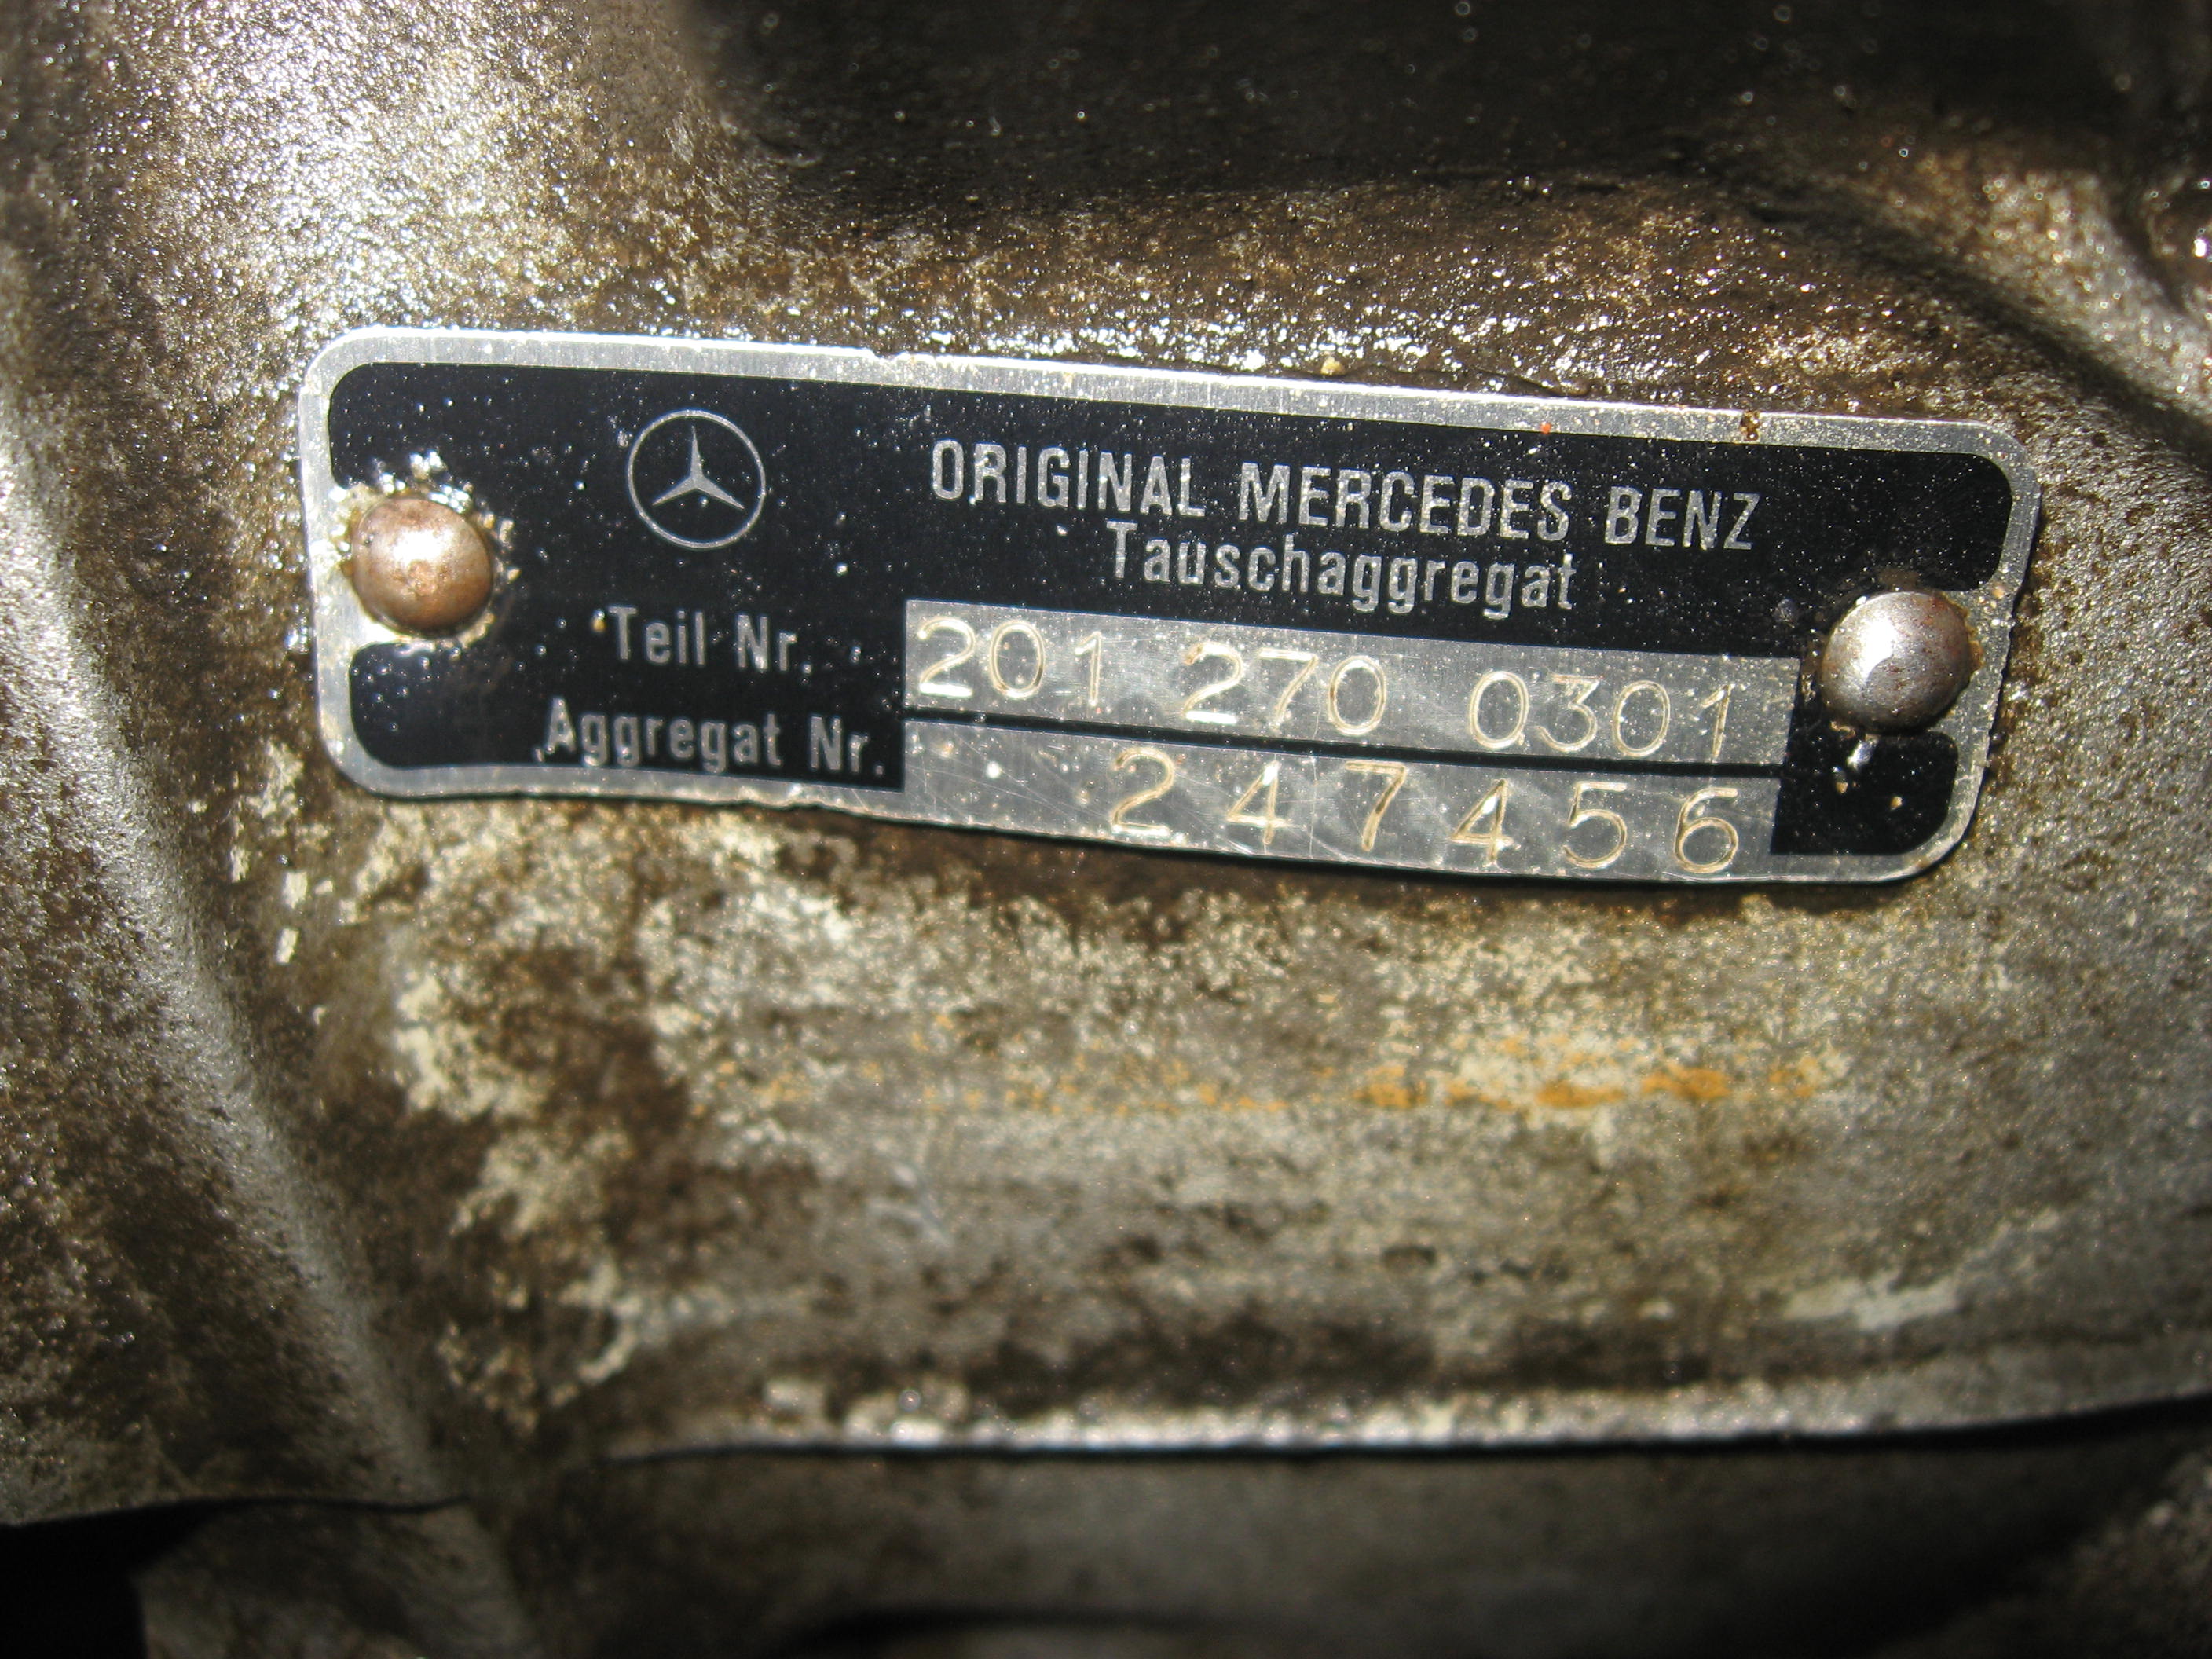 ORIGINAL MERCEDES BENZ
Tauschaggregat
Teil Nr. 201 270 0301
Aggregat Nr. 247456